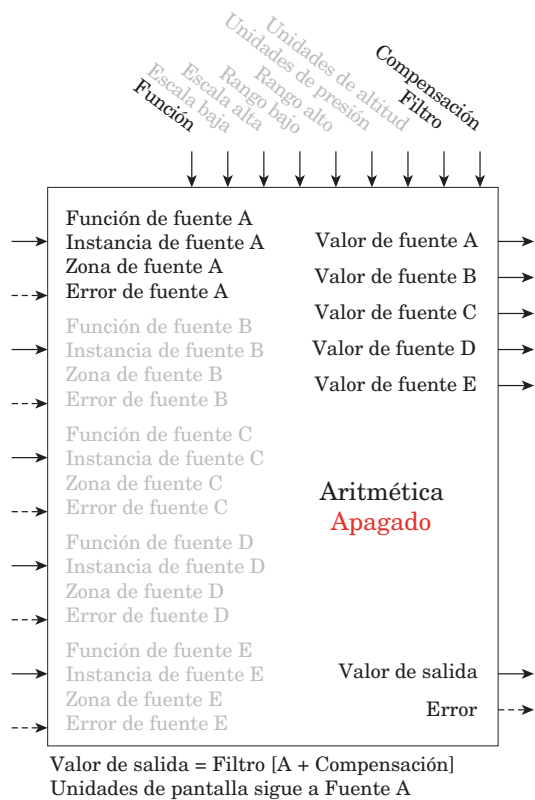 Función
Escala baja
Escala alta
Rango bajo
Rango alto
Unidades de presión
Unidades de altitud
Filtro
Compensación
Función de fuente A
Instancia de fuente A
Zona de fuente A
Error de fuente A
Función de fuente B
Instancia de fuente B
Zona de fuente B
Error de fuente B
Función de fuente C
Instancia de fuente C
Zona de fuente C
Error de fuente C
Función de fuente D
Instancia de fuente D
Zona de fuente D
Error de fuente D
Función de fuente E
Instancia de fuente E
Zona de fuente E
Error de fuente E
Valor de fuente A
Valor de fuente B
Valor de fuente C
Valor de fuente D
Valor de fuente E
Aritmética
Apagado
Valor de salida
Error
Valor de salida = Filtro [A + Compensación]
Unidades de pantalla sigue a Fuente A